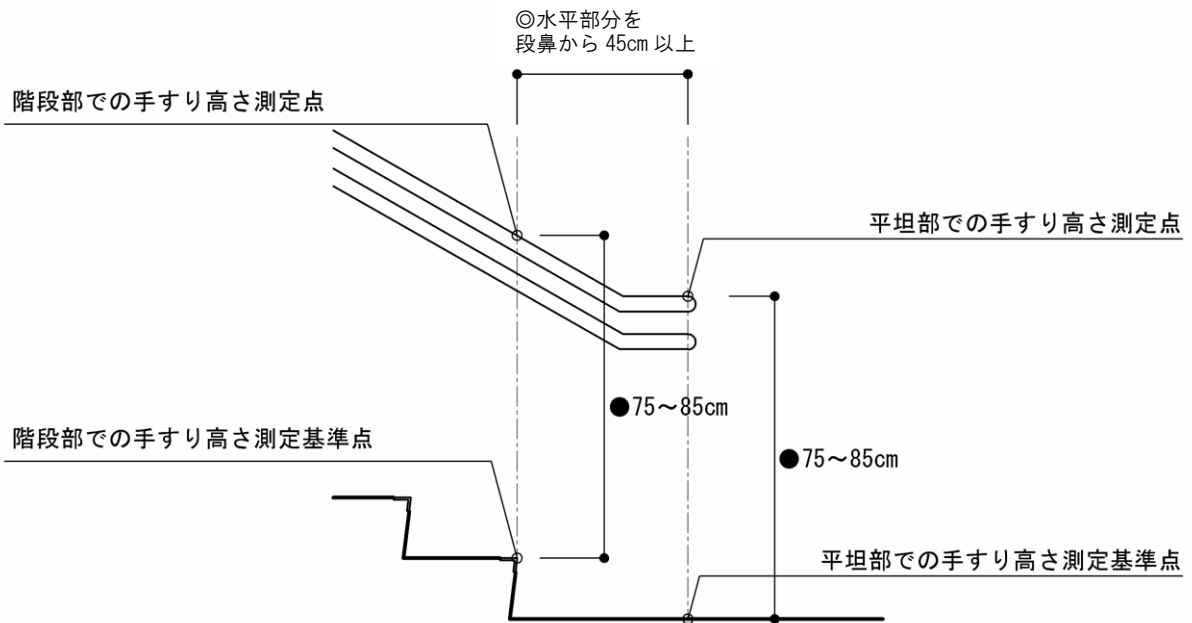 ◎水平部分を
段鼻から 45cm 以上
階段部での手すり高さ測定点
平坦部での手すり高さ測定点
●75～85cm
階段部での手すり高さ測定基準点
●75～85cm
平坦部での手すり高さ測定基準点